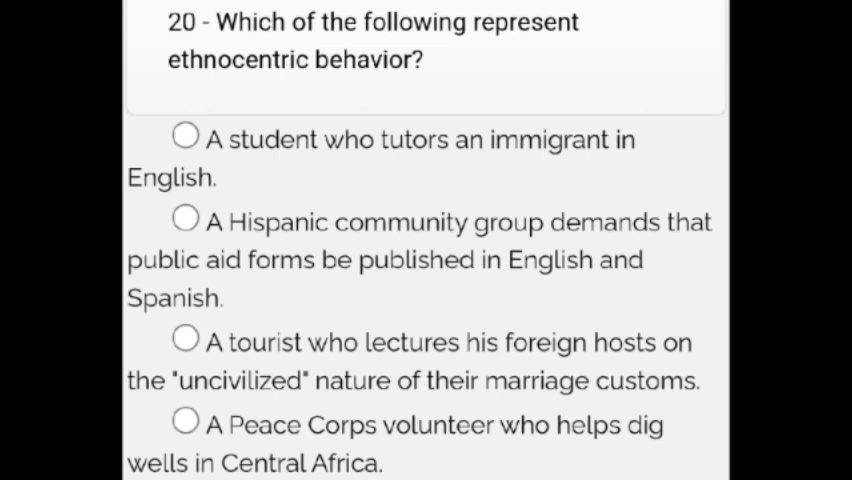 20 - Which of the following represent
ethnocentric behavior?
A student who tutors an immigrant in
English.
A Hispanic community group demands that
public aid forms be published in English and
Spanish.
A tourist who lectures his foreign hosts on
the "uncivilized" nature of their marriage customs.
A Peace Corps volunteer who helps dig
wells in Central Africa.